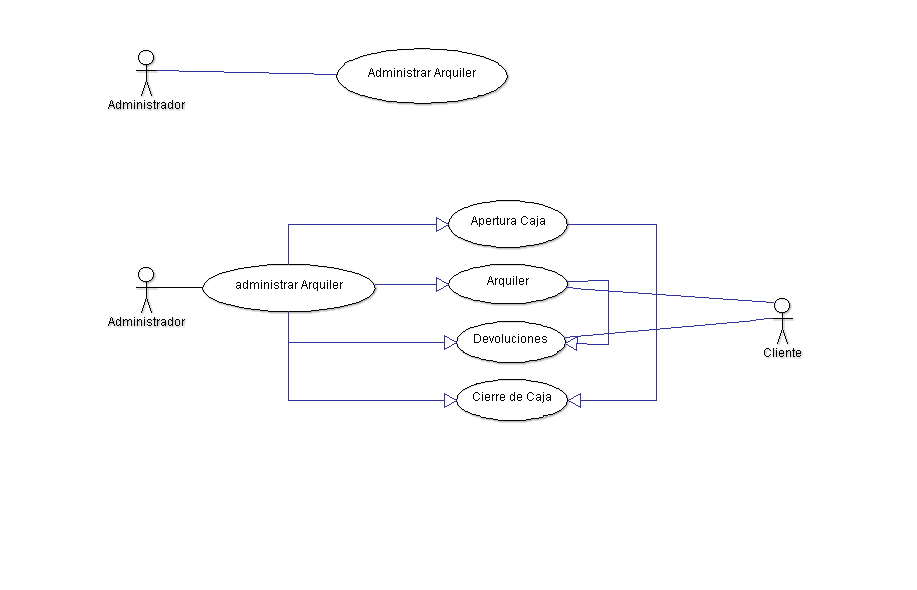 Administrar Arquiler
Administrador
Apertura Caja
administrar Arquiler
Arquiler
Administrador
Devoluciones
Cliente
Cierre de Caja